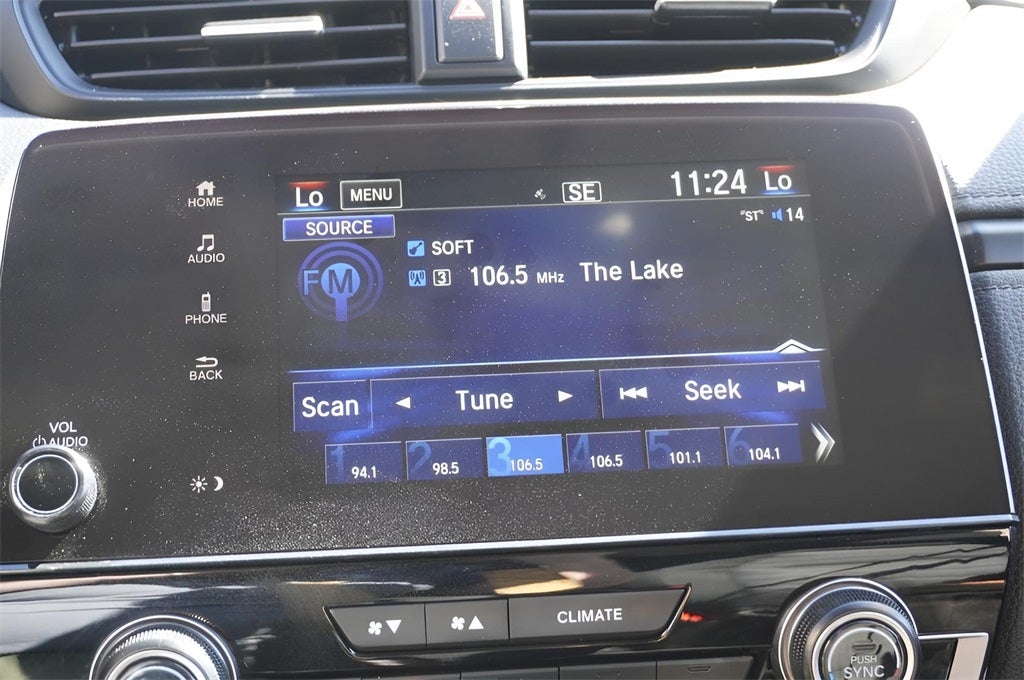 HOME
AUDIO
PHONE
BACK
VOL
AUDIO
Lo MENU SE 11:24 Lo
SOURCE "ST" 14
SOFT
FM 3 106.5 MHz The Lake
Scan Tune Seek
1 94.1 2 98.5 3 106.5 4 106.5 5 101.1 6 104.1
CLIMATE
PUSH
SYNC